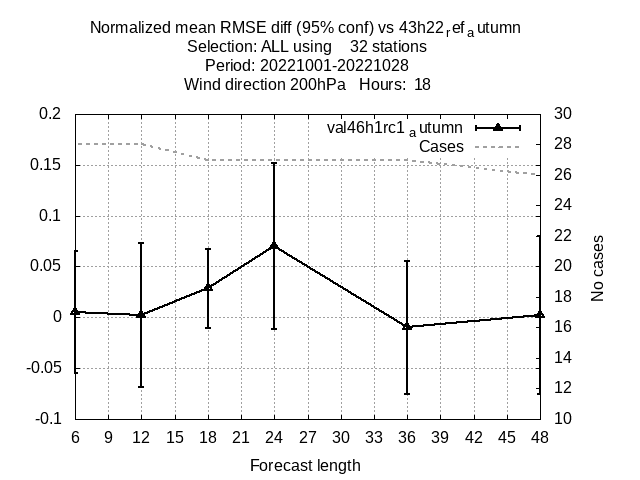 Normalized mean RMSE diff (95% conf) vs 43h22refautumn
Selection: ALL using 32 stations
Period: 20221001-20221028
Wind direction 200hPa Hours: 18
0.2 30
val46h1rc1autumn
28
Cases
0.15
26
0.1 24
22
0.05 20
18
0
16
-0.05
14
12
-0.1 10
No cases
6 9 12 15 18 21 24 27 30 33 36 39 42 45 48
Forecast length